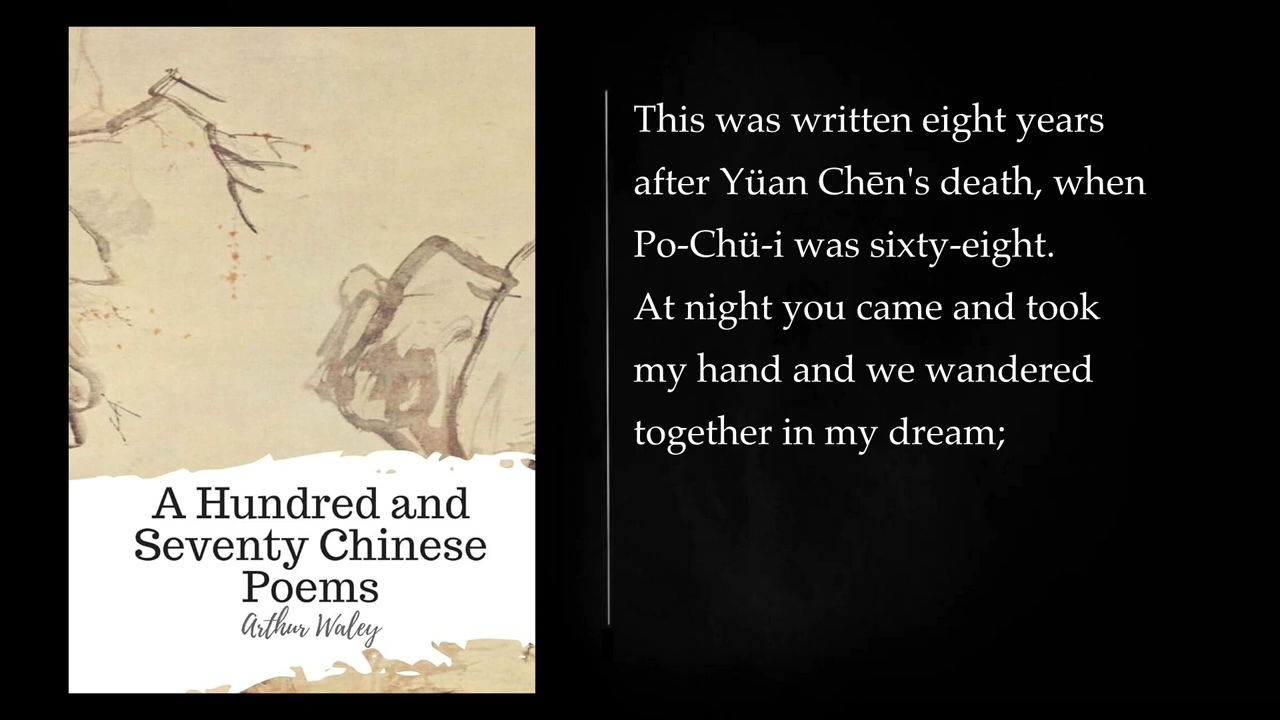 A Hundred and
Seventy Chinese
Poems
Arthur Waley
This was written eight years
after Yüan Chēn's death, when
Po-Chü-i was sixty-eight.
At night you came and took
my hand and we wandered
together in my dream;